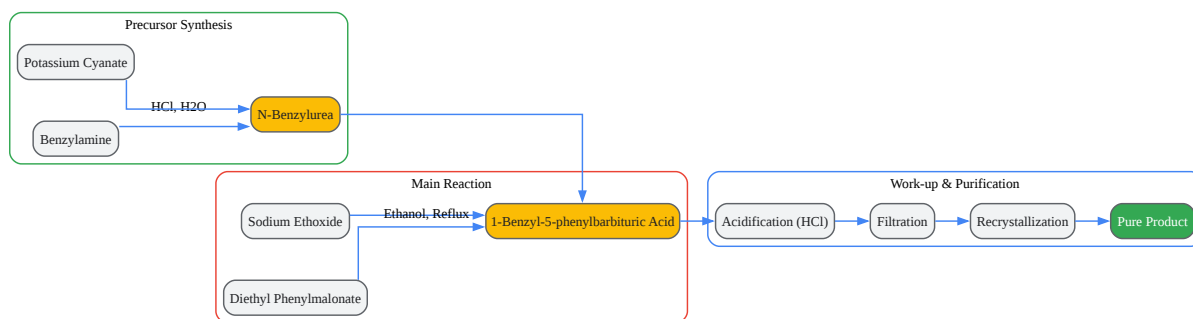 Precursor Synthesis
Potassium Cyanate
HCl, H2O
N-Benzylurea
Benzylamine
Main Reaction
Sodium Ethoxide
Ethanol, Reflux
1-Benzyl-5-phenylbarbituric Acid
Diethyl Phenylmalonate
Work-up & Purification
Acidification (HCl)
Filtration
Recrystallization
Pure Product